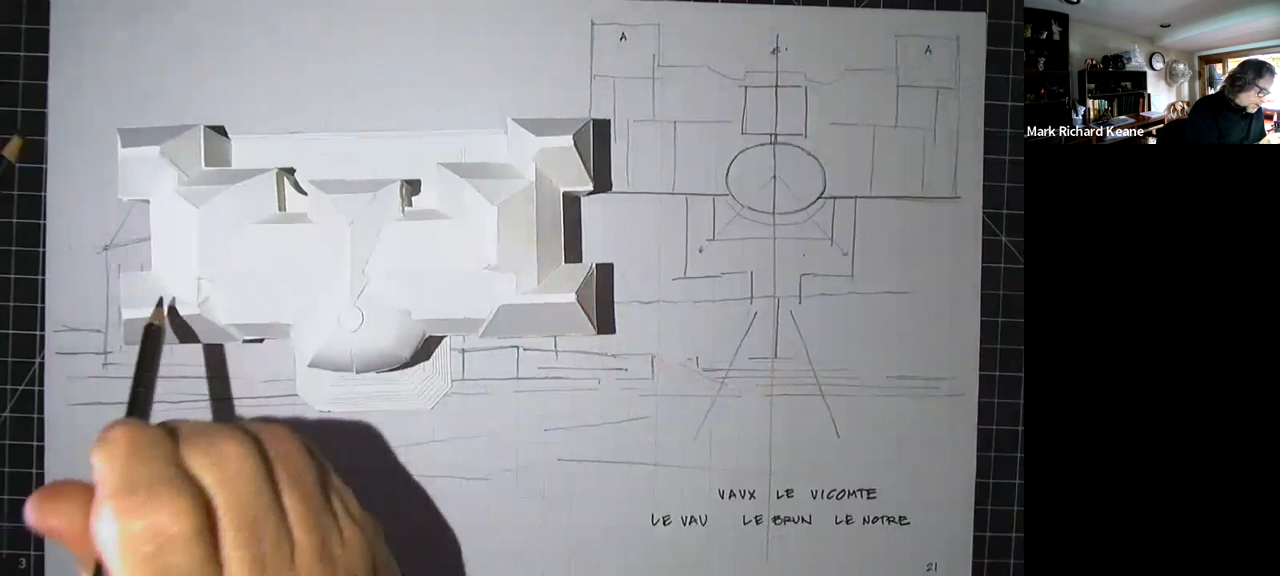 A
A
Mark Richard Keane
VAUX LE VICOMTE
LE VAU LE BRUN LE NOTRE
3
21